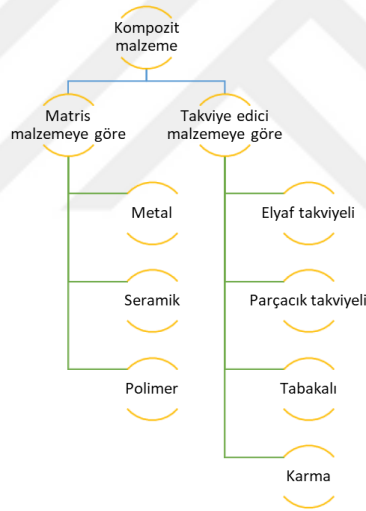 Kompozit
malzeme
Matris
malzemeye göre
Takviye edici
malzemeye göre
Metal
Seramik
Polimer
Elyaf takviyeli
Parçacık takviyeli
Tabakalı
Karma